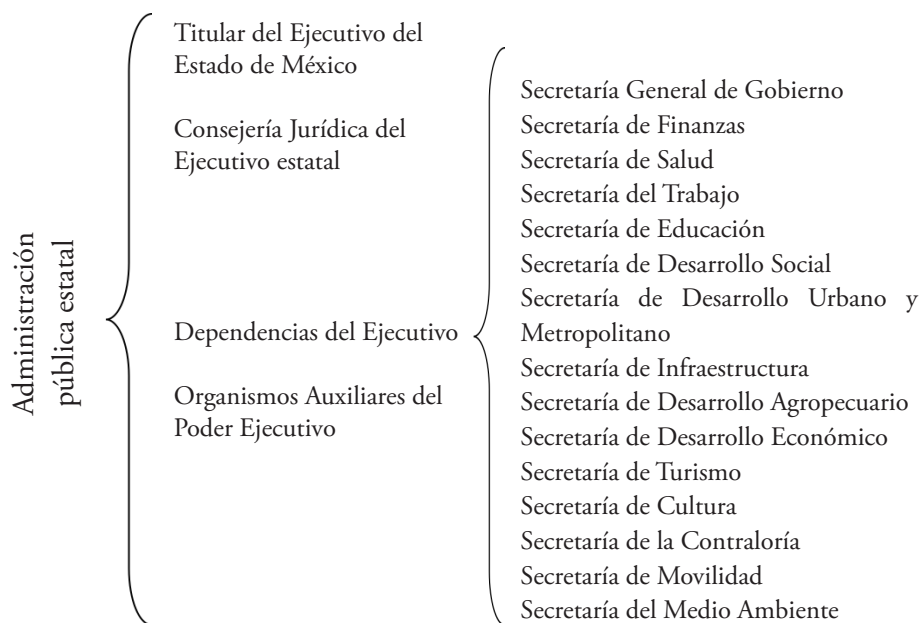 Administración
pública estatal
Titular del Ejecutivo del
Estado de México
Consejería Jurídica del
Ejecutivo estatal
Dependencias del Ejecutivo
Organismos Auxiliares del
Poder Ejecutivo
Secretaría General de Gobierno
Secretaría de Finanzas
Secretaría de Salud
Secretaría del Trabajo
Secretaría de Educación
Secretaría de Desarrollo Social
Secretaría de Desarrollo Urbano y
Metropolitano
Secretaría de Infraestructura
Secretaría de Desarrollo Agropecuario
Secretaría de Desarrollo Económico
Secretaría de Turismo
Secretaría de Cultura
Secretaría de la Contraloría
Secretaría de Movilidad
Secretaría del Medio Ambiente